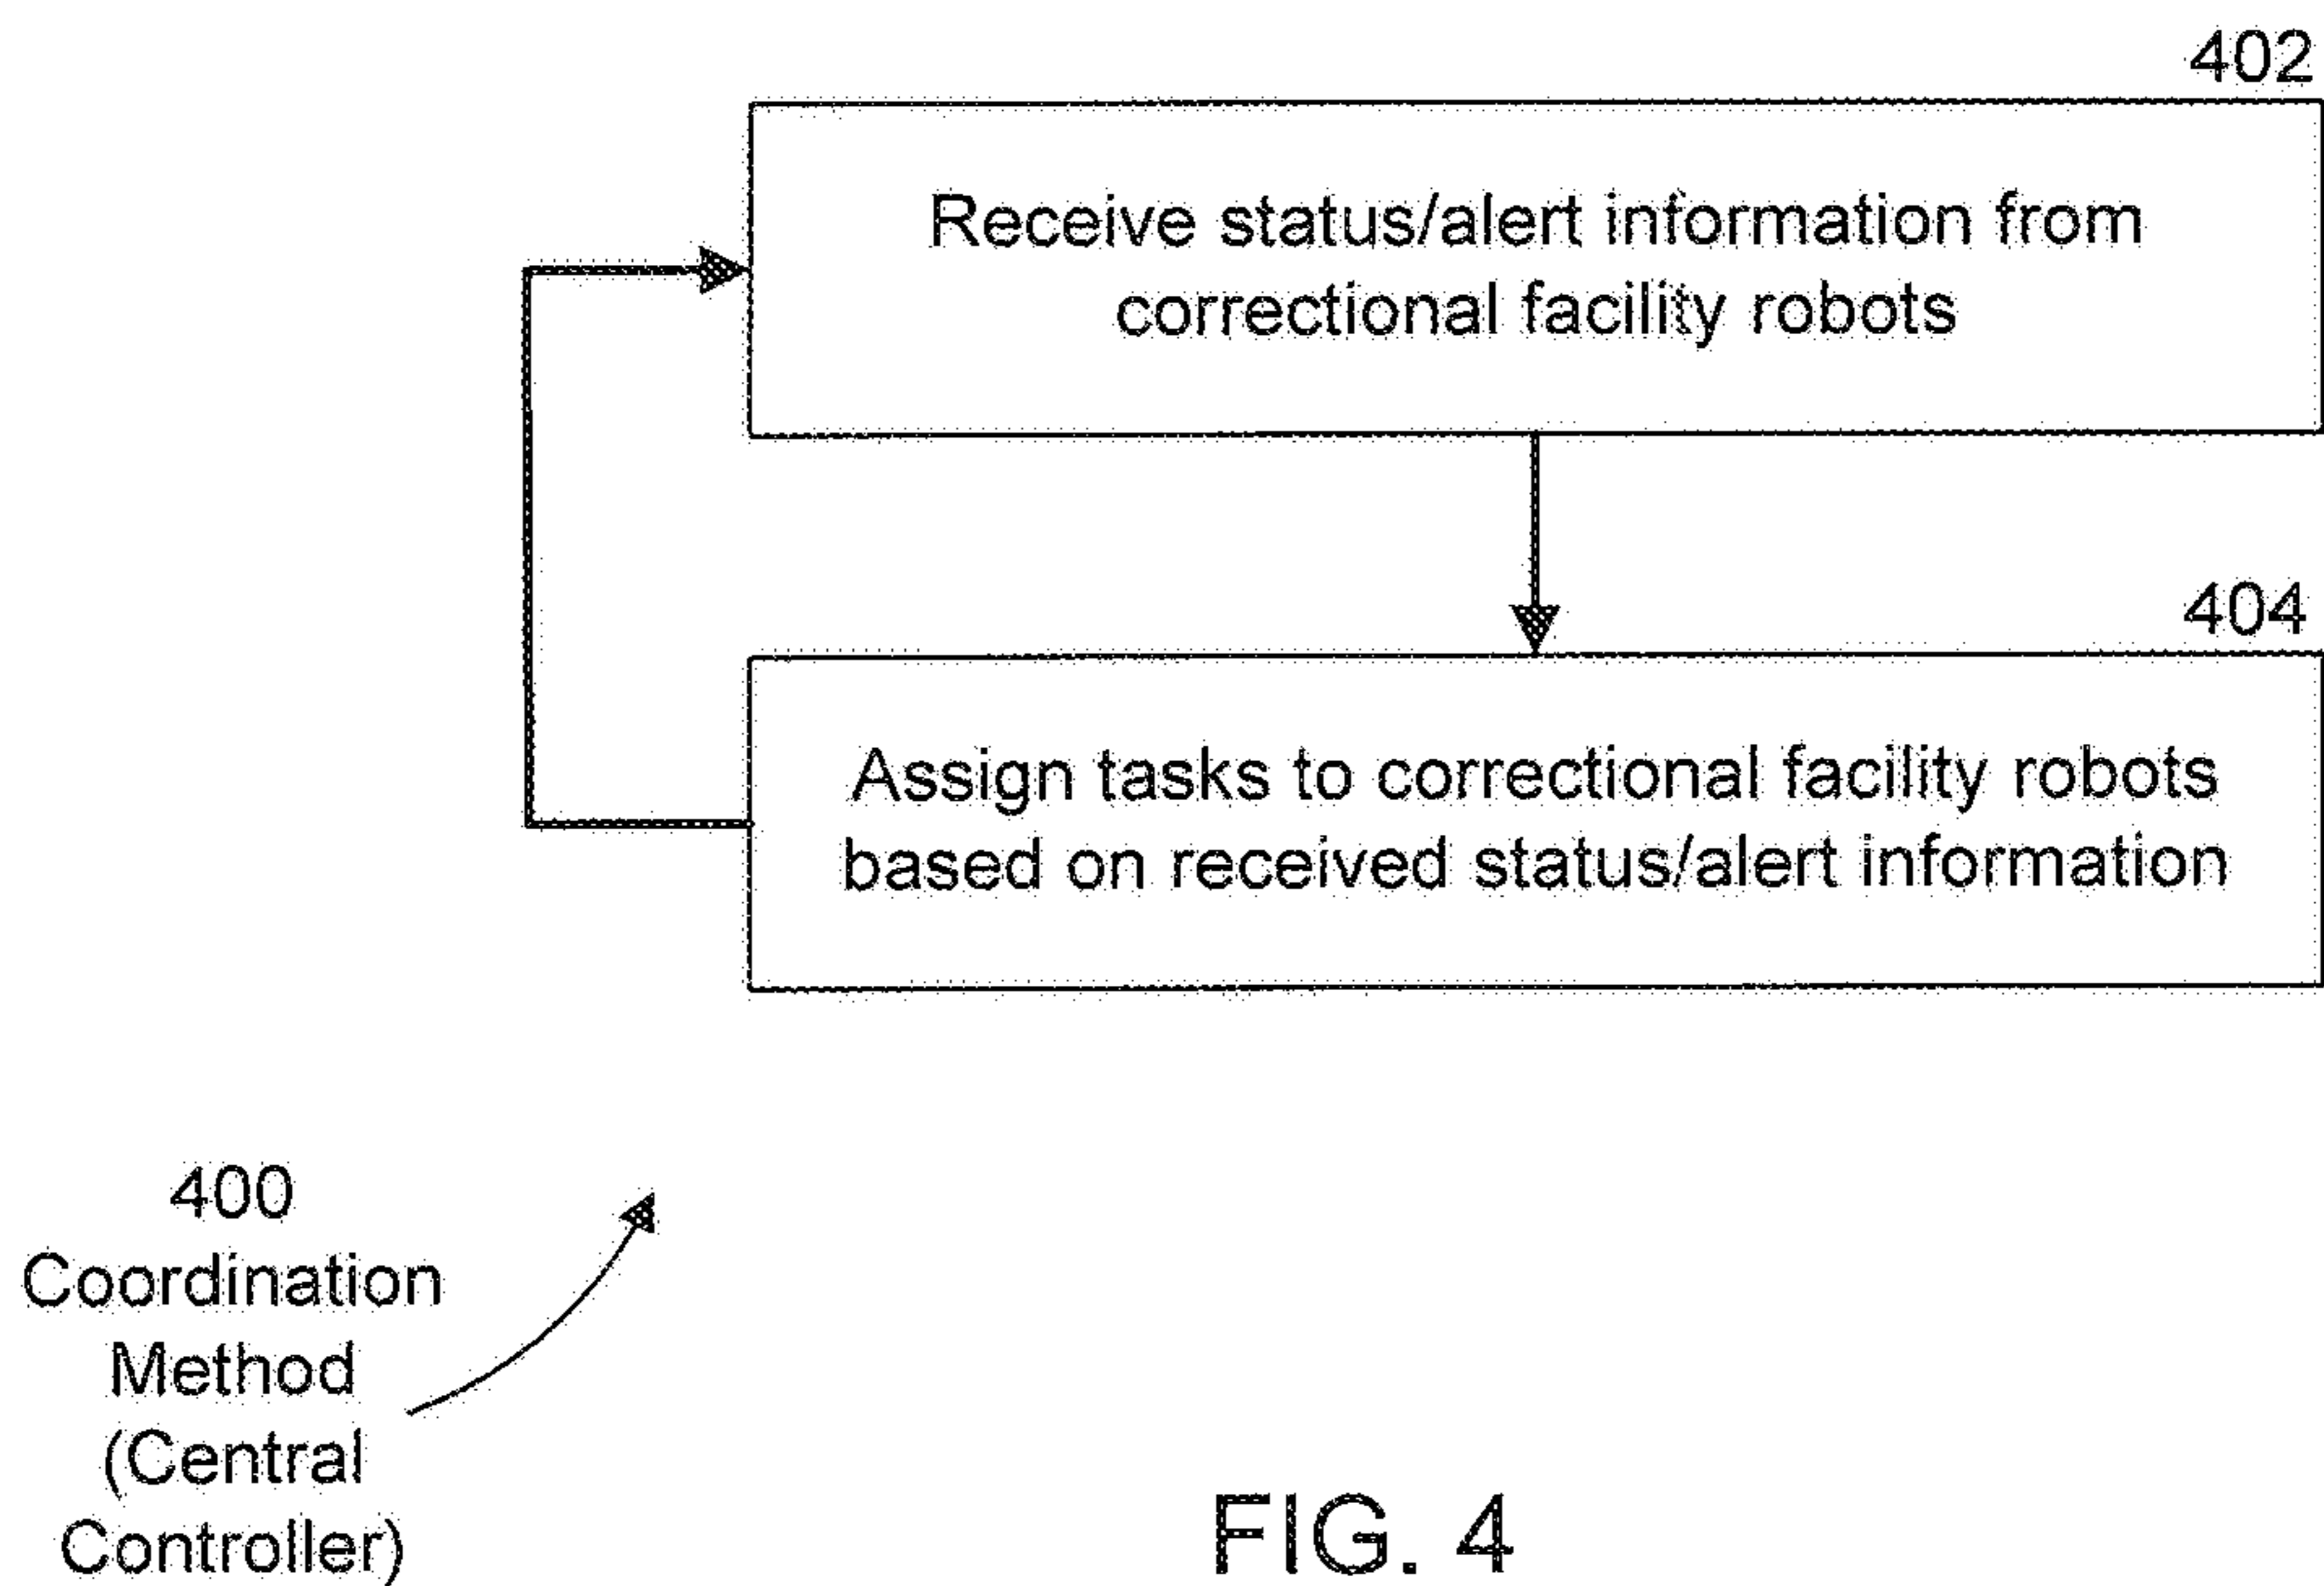 402
Receive status/alert information from
correctional facility robots
404
Assign tasks to correctional facility robots
based on received status/alert information
400
Coordination
Method
(Central
Controller)
FIG. 4